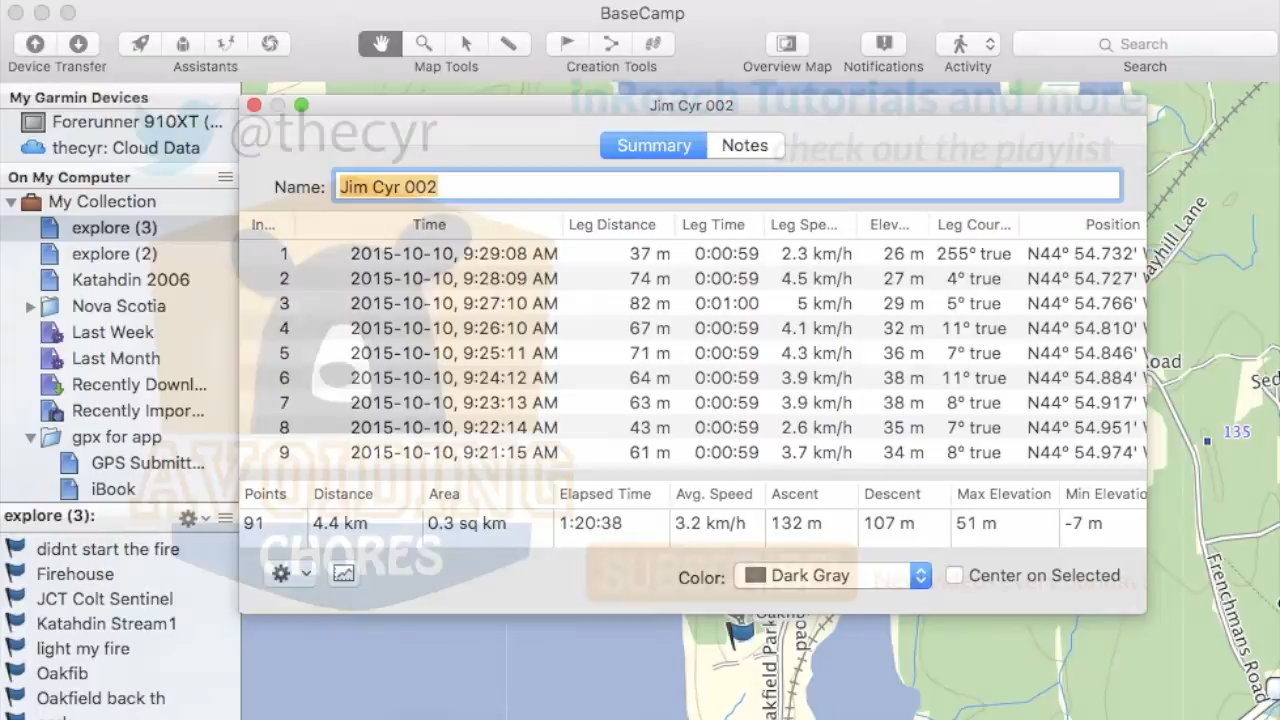 BaseCamp
Device Transfer
Assistants
Map Tools
Creation Tools
Overview Map
Notifications
Activity
Search
Search
My Garmin Devices
Forerunner 910XT (...
thecyr: Cloud Data
On My Computer
My Collection
explore (3)
explore (2)
Katahdin 2006
Nova Scotia
Last Week
Last Month
Recently Downl...
Recently Impor...
gpx for app
GPS Submitt...
iBook
explore (3):
didnt start the fire
Firehouse
JCT Colt Sentinel
Katahdin Stream1
light my fire
Oakfib
Oakfield back th
inReach Tutorials and more
check out the playlist
@thecyr
Jim Cyr 002
Summary Notes
Name: Jim Cyr 002
In... Time Leg Distance Leg Time Leg Spe... Elev... Leg Cour... Position
1 2015-10-10, 9:29:08 AM 37 m 0:00:59 2.3 km/h 26 m 255° true N44° 54.732'
2 2015-10-10, 9:28:09 AM 74 m 0:00:59 4.5 km/h 27 m 4° true N44° 54.727'
3 2015-10-10, 9:27:10 AM 82 m 0:01:00 5 km/h 29 m 5° true N44° 54.766'
4 2015-10-10, 9:26:10 AM 67 m 0:00:59 4.1 km/h 32 m 11° true N44° 54.810'
5 2015-10-10, 9:25:11 AM 71 m 0:00:59 4.3 km/h 36 m 7° true N44° 54.846'
6 2015-10-10, 9:24:12 AM 64 m 0:00:59 3.9 km/h 38 m 11° true N44° 54.884'
7 2015-10-10, 9:23:13 AM 63 m 0:00:59 3.9 km/h 38 m 8° true N44° 54.917'
8 2015-10-10, 9:22:14 AM 43 m 0:00:59 2.6 km/h 35 m 7° true N44° 54.951'
9 2015-10-10, 9:21:15 AM 61 m 0:00:59 3.7 km/h 34 m 8° true N44° 54.974'
Points Distance Area Elapsed Time Avg. Speed Ascent Descent Max Elevation Min Elevatio
91 4.4 km 0.3 sq km 1:20:38 3.2 km/h 132 m 107 m 51 m -7 m
Color: Dark Gray Center on Selected
AVOIDING
CHORES
SUBSCRIBE
Road
135
Frenchmans Road
Oakfield Park
Road